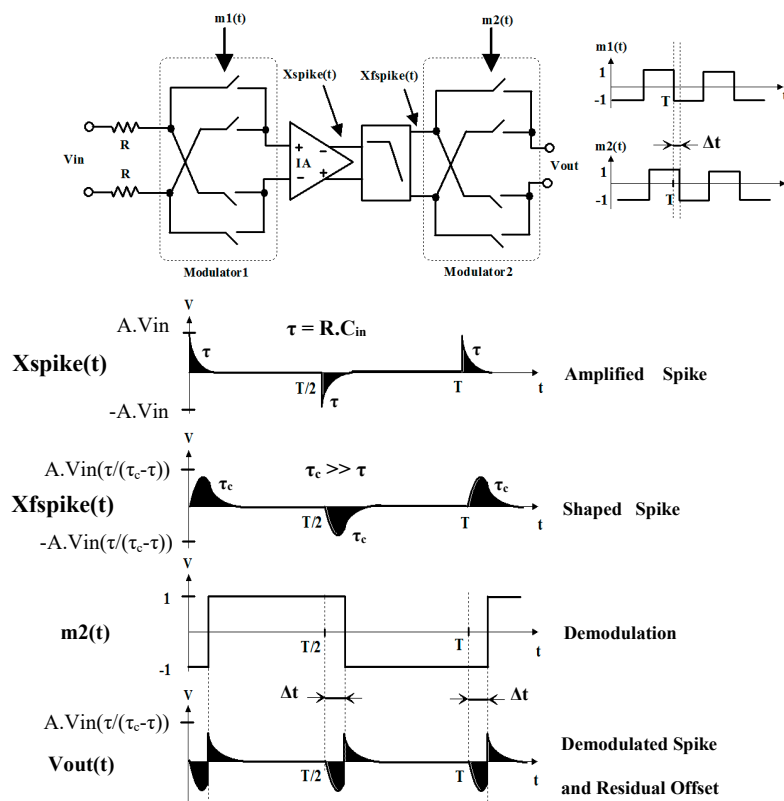 m1(t)
m2(t)
Xspike(t)
Xfspike(t)
m1(t)
1
-1
T
t
Δt
m2(t)
1
-1
T
R
Vin
R
+
−
IA
−
+
Vout
Modulator1
Modulator2
V
A.Vin
τ = R.Cin
τ
τ
Xspike(t)
T/2
T
t
Amplified Spike
τ
-A.Vin
V
A.Vin(τ/(τc-τ))
τc >> τ
τc
τc
Xfspike(t)
T/2
T
t
Shaped Spike
τc
-A.Vin(τ/(τc-τ))
1
m2(t)
T/2
T
t
Demodulation
-1
V
Δt
Δt
A.Vin(τ/(τc-τ))
Vout(t)
T/2
T
t
Demodulated Spike
and Residual Offset